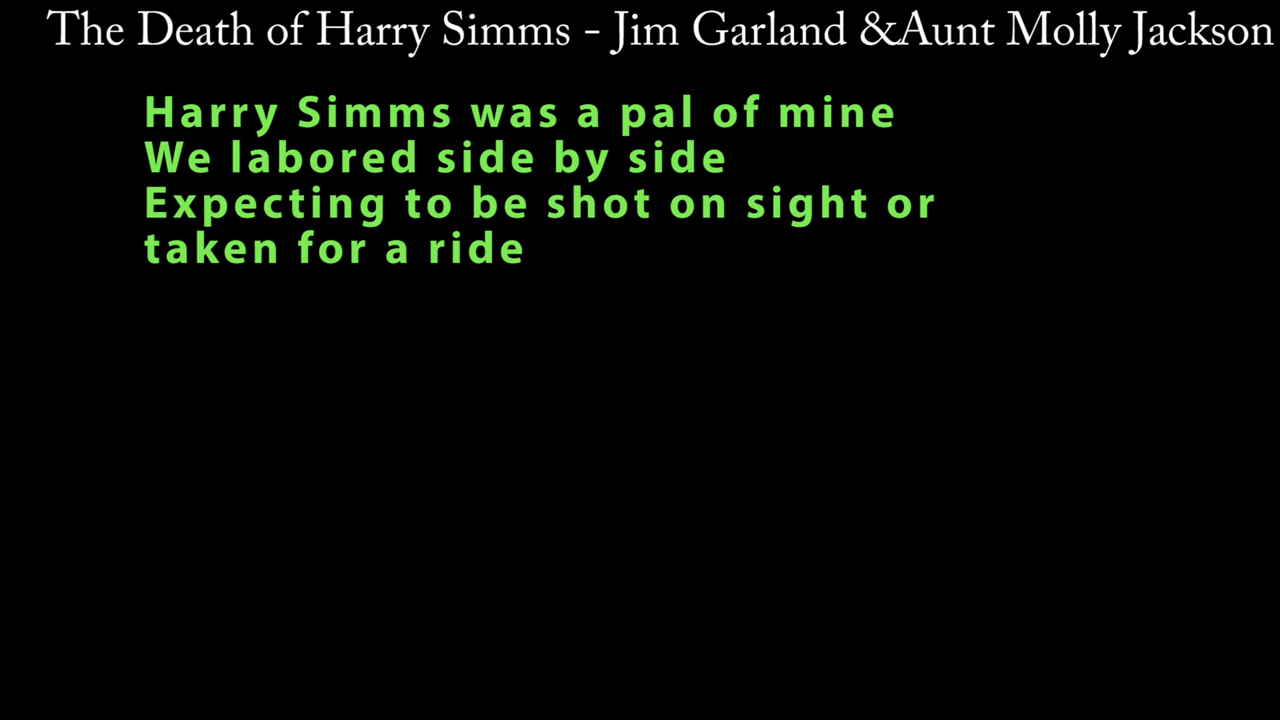 The Death of Harry Simms - Jim Garland &Aunt Molly Jackson
Harry Simms was a pal of mine
We labored side by side
Expecting to be shot on sight or
taken for a ride